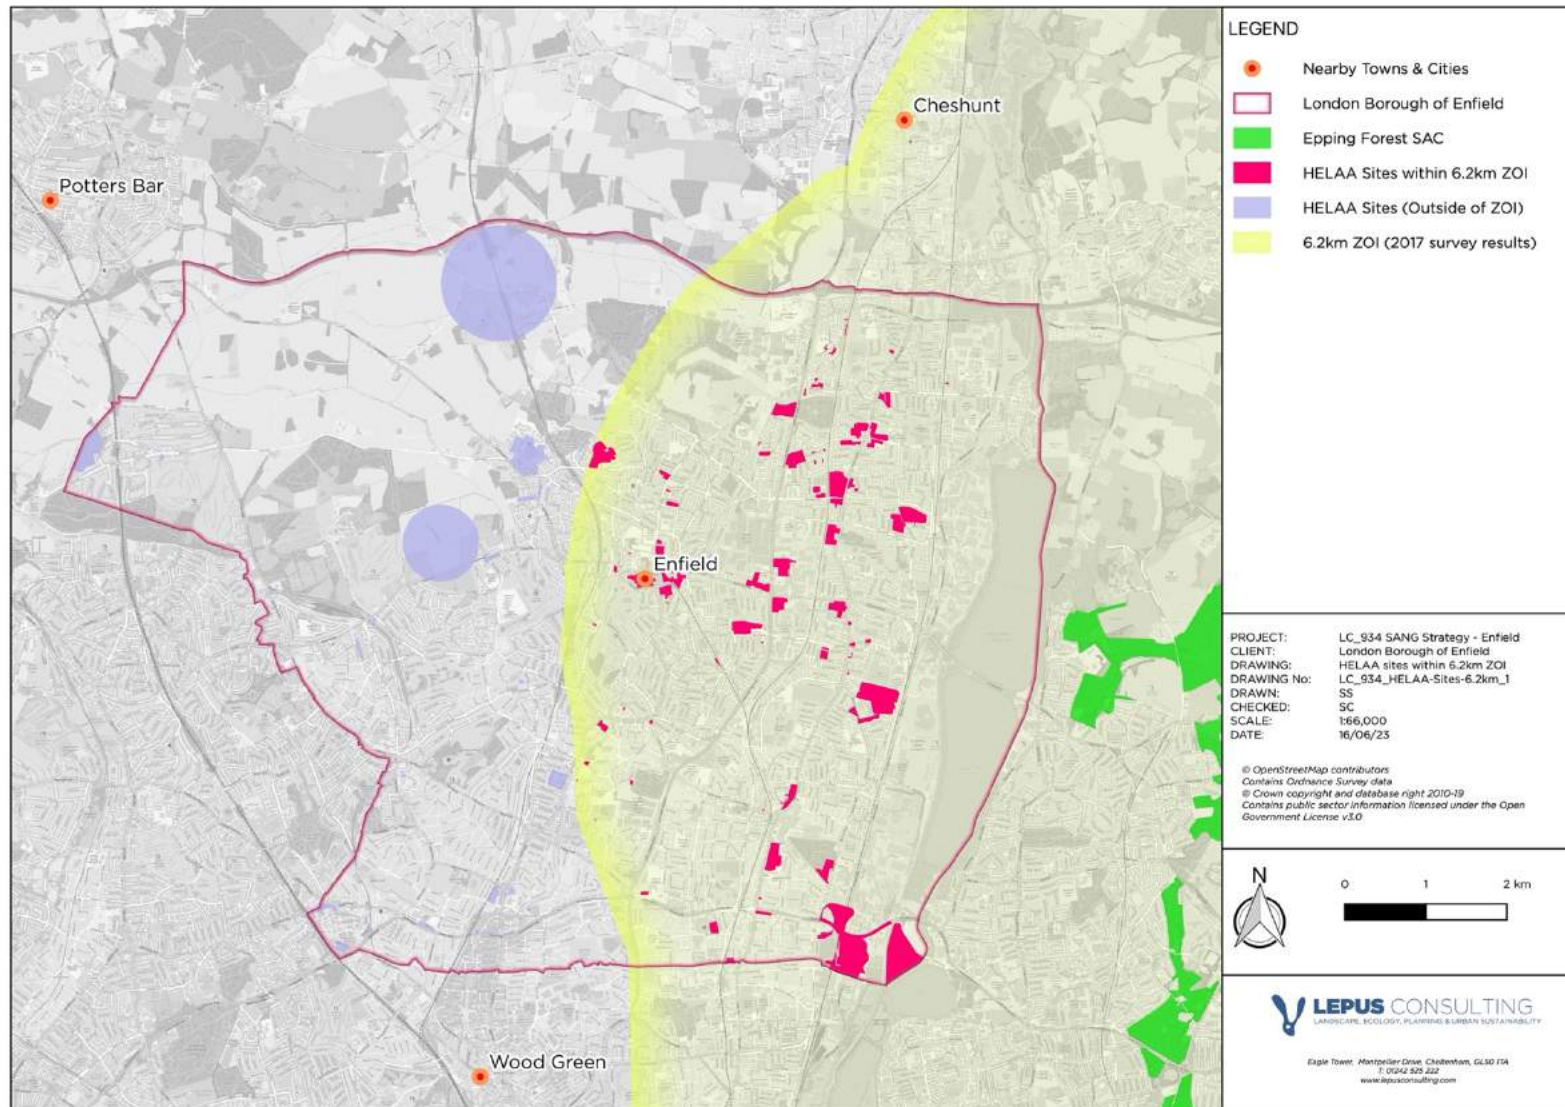 Cheshunt
Potters Bar
Enfield
Wood Green
LEGEND
Nearby Towns & Cities
London Borough of Enfield
Epping Forest SAC
HELAA Sites within 6.2km ZOI
HELAA Sites (Outside of ZOI)
6.2km ZOI (2017 survey results)
PROJECT: LC_934 SANG Strategy - Enfield
CLIENT: London Borough of Enfield
DRAWING: HELAA sites within 6.2km ZOI
DRAWING No: LC_934_HELAA-Sites-6.2km_1
DRAWN: SS
CHECKED: SC
SCALE: 1:66,000
DATE: 16/06/23
© OpenStreetMap contributors
Contains Ordnance Survey data
© Crown copyright and database right 2010-19
Contains public sector information licensed under the Open
Government License v3.0
N
0 1 2 km
LEPUS CONSULTING
LANDSCAPE, ECOLOGY, PLANNING & URBAN SUSTAINABILITY
Eagle Tower, Montpellier Drive, Cheltenham, GL50 1TA
T: 01242 525 222
www.lepusconsulting.com